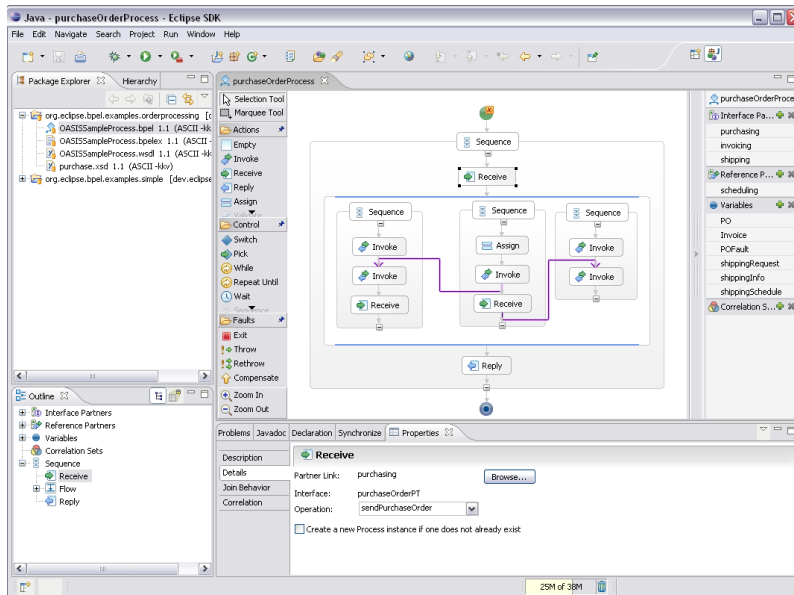 Java - purchaseOrderProcess - Eclipse SDK
File Edit Navigate Search Project Run Window Help
Package Explorer
Hierarchy
org.eclipse.bpel.examples.orderprocessing [c
OASISSampleProcess.bpel 1.1 (ASCII -kk
OASISSampleProcess.bpelex 1.1 (ASCII -
OASISSampleProcess.wsdl 1.1 (ASCII -kk
purchase.xsd 1.1 (ASCII -kkv)
org.eclipse.bpel.examples.simple [dev.eclipse
Outline
Interface Partners
Reference Partners
Variables
Correlation Sets
Sequence
Receive
Flow
Reply
purchaseOrderProcess
Selection Tool
Marquee Tool
Actions
Empty
Invoke
Receive
Reply
Assign
Control
Switch
Pick
While
Repeat Until
Wait
Faults
Exit
Throw
Rethrow
Compensate
Zoom In
Zoom Out
Sequence
Receive
Sequence
Sequence
Sequence
Invoke
Assign
Invoke
Invoke
Invoke
Invoke
Receive
Receive
Reply
purchaseOrderProce
Interface Pa...
purchasing
invoicing
shipping
Reference P...
scheduling
Variables
PO
Invoice
POFault
shippingRequest
shippingInfo
shippingSchedule
Correlation S...
Problems Javadoc Declaration Synchronize Properties
Description
Details
Join Behavior
Correlation
Receive
Partner Link: purchasing Browse...
Interface: purchaseOrderPT
Operation: sendPurchaseOrder
Create a new Process instance if one does not already exist
25M of 38M